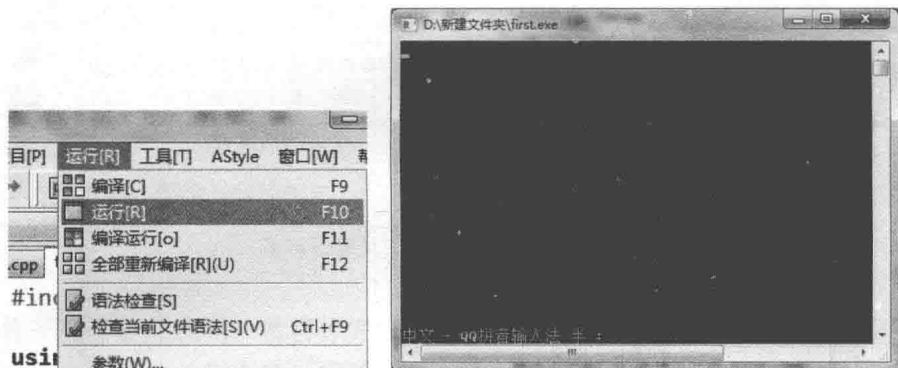 目[P] 运行[R] 工具[T] AStyle 窗口[W]
编译[C] F9
运行[R] F10
编译运行[o] F11
全部重新编译[R](U) F12
.cpp
#inc
语法检查[S]
检查当前文件语法[S](V) Ctrl+F9
usin
参数(W)...
D:\新建文件夹\first.exe
中文 - qq拼音输入法 半 :